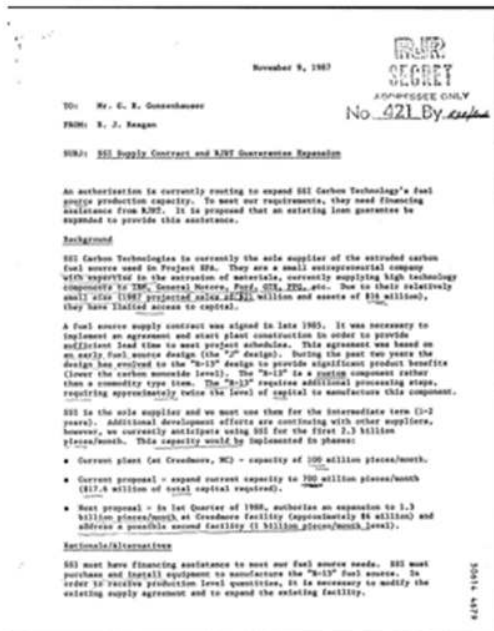 November 9, 1987
RJR
SECRET
ADDRESSEE ONLY
No. 421 By
TO: Mr. G. R. Gunzenhauser
FROM: B. J. Reagan
SUBJ: SSI Supply Contract and RJRT Guarantee Expansion
An authorization is currently routing to expand SSI Carbon Technology's fuel
source production capacity. To meet our requirements, they need financing
assistance from RJRT. It is proposed that an existing loan guarantee be
expanded to provide this assistance.
Background
SSI Carbon Technologies is currently the sole supplier of the extruded carbon
fuel source used in Project SPA. They are a small entrepreneurial company
with expertise in the extrusion of materials, currently supplying high technology
components to IBM, General Motors, Ford, GTE, PPG, etc. Due to their relatively
small size (1987 projected sales of million and assets of million),
they have limited access to capital.
A fuel source supply contract was signed in late 1985. It was necessary to
implement an agreement and start plant construction in order to provide
sufficient lead time to meet project schedules. This agreement was based on
an early fuel source design (the "J" design). During the past two years the
design has evolved to the "R-13" design to provide significant product benefits
(lower the carbon monoxide level). The "R-13" is a custom component rather
than a commodity type item. The "R-13" requires additional processing steps,
requiring approximately twice the level of capital to manufacture this component.
SSI is the sole supplier and we must use them for the intermediate term (1-2
years). Additional development efforts are continuing with other suppliers,
however, we currently anticipate using SSI for the first 2.3 billion
pieces/month. This capacity would be implemented in phases:
• Current plant (at Creedmore, NC) - capacity of 100 million pieces/month.
• Current proposal - expand current capacity to 700 million pieces/month
($17.6 million of total capital required).
• Next proposal - in 1st Quarter of 1988, authorize an expansion to 1.3
billion pieces/month at Creedmore facility (approximately $6 million) and
address a possible second facility (1 billion pieces/month level).
Rationale/Alternatives
SSI must have financing assistance to meet our fuel source needs. SSI must
purchase and install equipment to manufacture the "R-13" fuel source. In
order to receive production level quantities, it is necessary to modify the
existing supply agreement and to expand the existing facility.
50614 4679